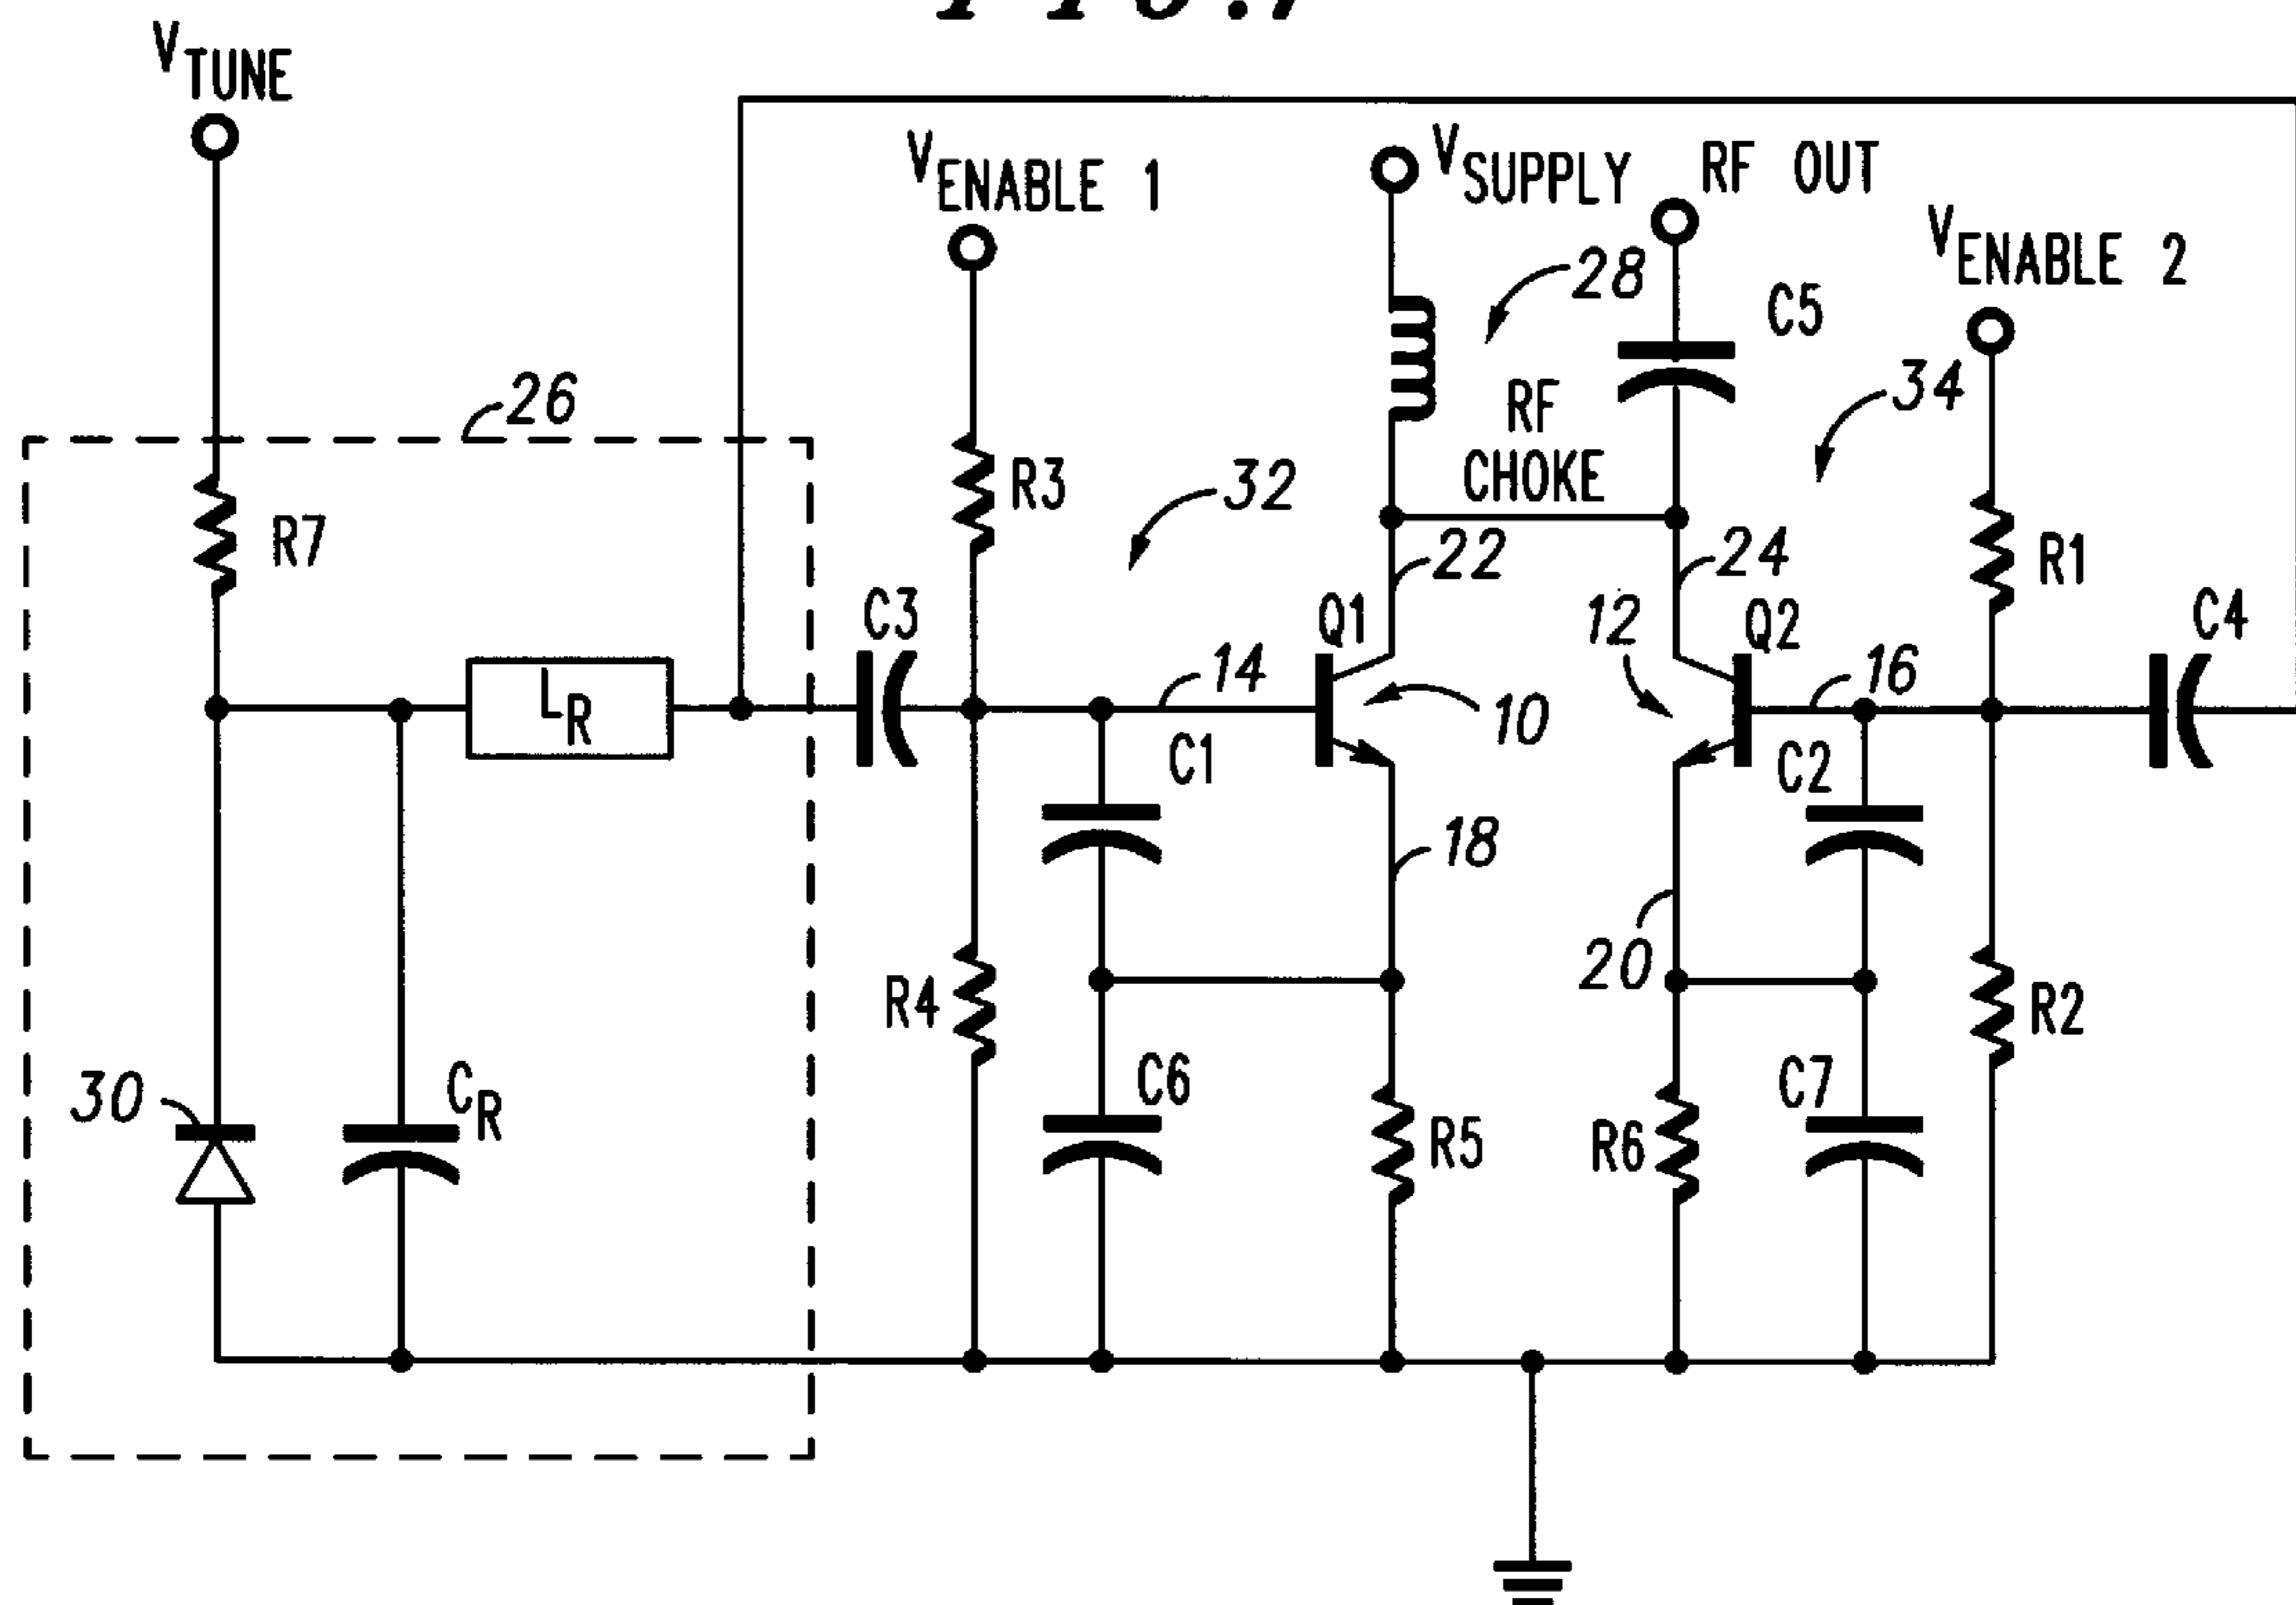 V TUNE
V ENABLE 1
V SUPPLY
RF OUT
V ENABLE 2
28
C5
26
34
RF
CHOKE
R3
32
R7
22
24
R1
C3
Q1
12
Q2
C4
14
16
L R
10
C1
C2
18
20
R4
R2
30
C R
C6
R5
R6
C7